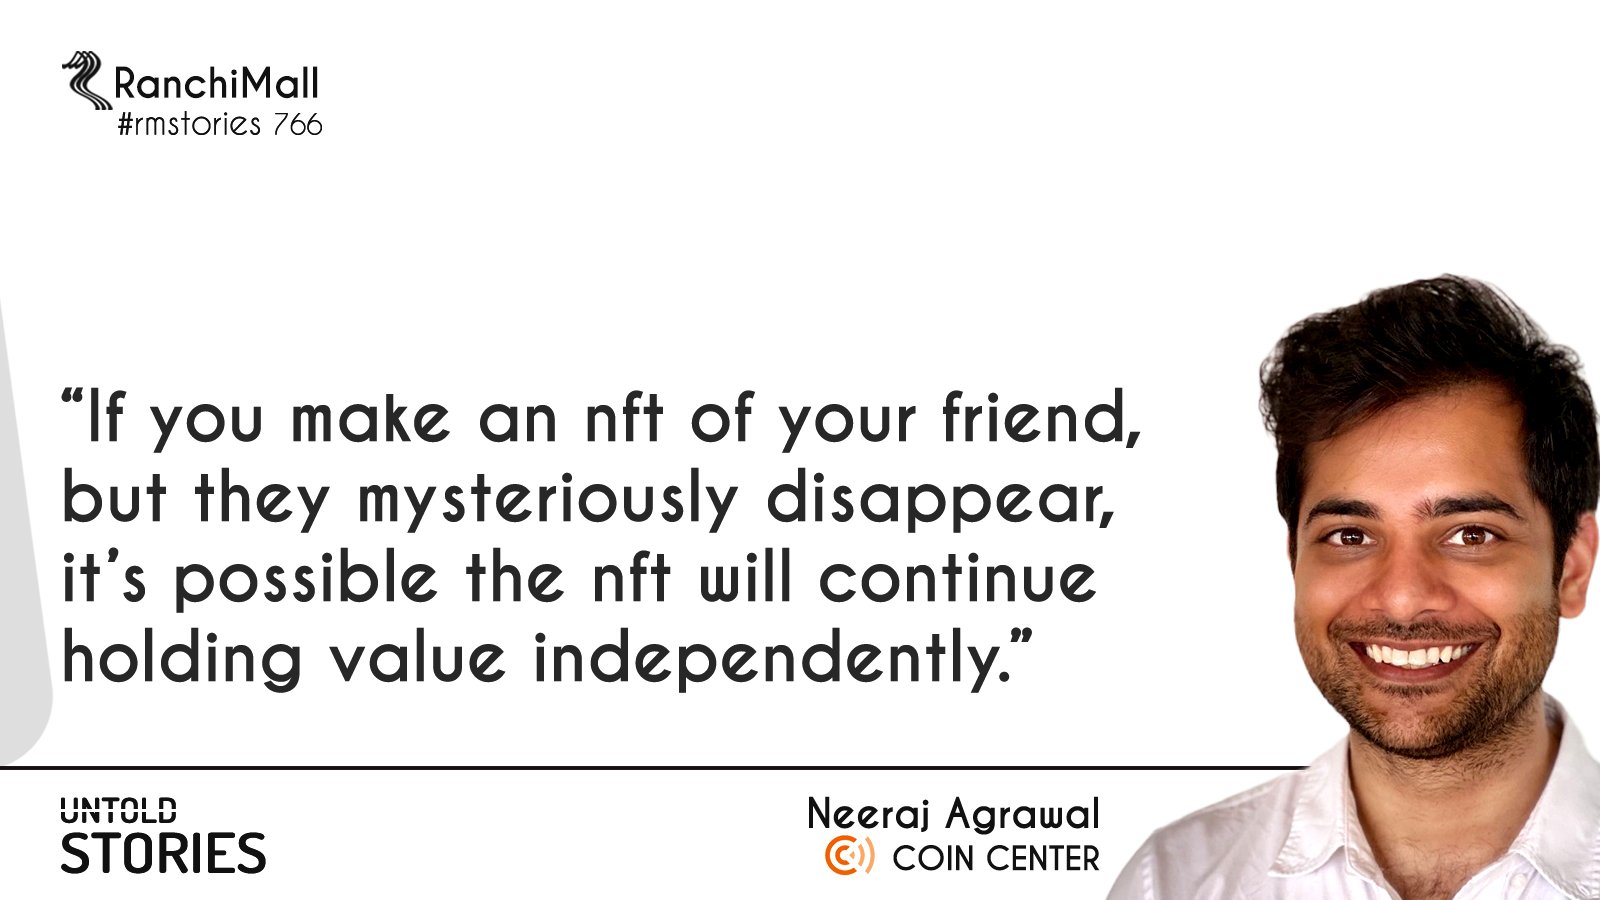 RanchiMall
#rmstories 766
“If you make an nft of your friend,
but they mysteriously disappear,
it’s possible the nft will continue
holding value independently.”
UNTOLD
STORIES
Neeraj Agrawal
COIN CENTER